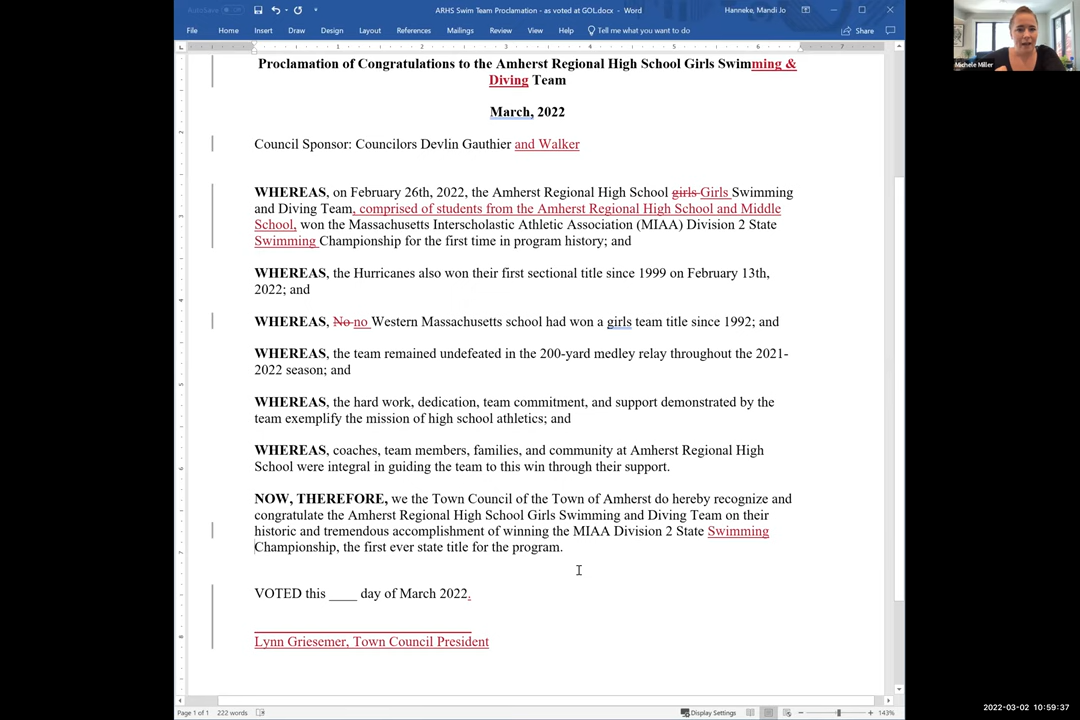 AutoSave Off
ARHS Swim Team Proclamation - as voted at GOL.docx - Word
Hanneke, Mandi Jo
File Home Insert Draw Design Layout References Mailings Review View Help Tell me what you want to do Share
Proclamation of Congratulations to the Amherst Regional High School Girls Swimming &
Diving Team
March, 2022
Council Sponsor: Councilors Devlin Gauthier and Walker
WHEREAS, on February 26th, 2022, the Amherst Regional High School girls Girls Swimming
and Diving Team, comprised of students from the Amherst Regional High School and Middle
School, won the Massachusetts Interscholastic Athletic Association (MIAA) Division 2 State
Swimming Championship for the first time in program history; and
WHEREAS, the Hurricanes also won their first sectional title since 1999 on February 13th,
2022; and
WHEREAS, No no Western Massachusetts school had won a girls team title since 1992; and
WHEREAS, the team remained undefeated in the 200-yard medley relay throughout the 2021-
2022 season; and
WHEREAS, the hard work, dedication, team commitment, and support demonstrated by the
team exemplify the mission of high school athletics; and
WHEREAS, coaches, team members, families, and community at Amherst Regional High
School were integral in guiding the team to this win through their support.
NOW, THEREFORE, we the Town Council of the Town of Amherst do hereby recognize and
congratulate the Amherst Regional High School Girls Swimming and Diving Team on their
historic and tremendous accomplishment of winning the MIAA Division 2 State Swimming
Championship, the first ever state title for the program.
VOTED this ____ day of March 2022.
Lynn Griesemer, Town Council President
Page 1 of 1 222 words
Display Settings
143%
Michele Miller
2022-03-02 10:59:37